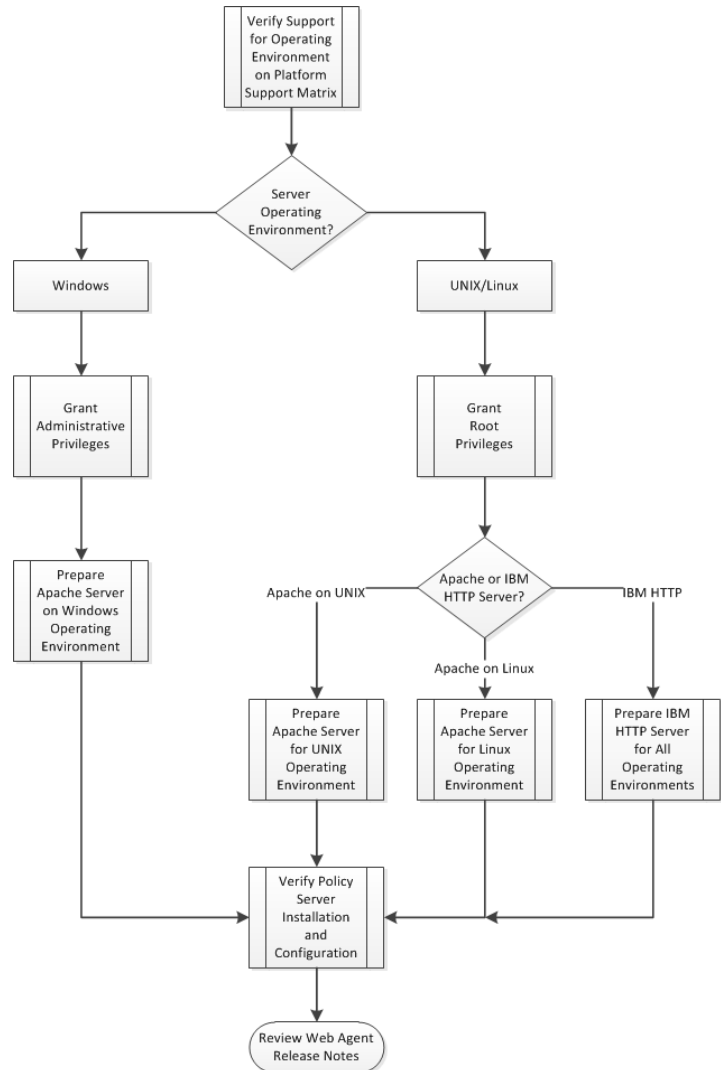 Verify Support
for Operating
Environment
on Platform
Support Matrix
Server
Operating
Environment?
Windows
UNIX/Linux
Grant
Administrative
Privileges
Grant
Root
Privileges
Prepare
Apache Server
on Windows
Operating
Environment
Apache or IBM
HTTP Server?
Apache on UNIX
IBM HTTP
Apache on Linux
Prepare
Apache Server
for UNIX
Operating
Environment
Prepare
Apache Server
for Linux
Operating
Environment
Prepare IBM
HTTP Server
for All
Operating
Environments
Verify Policy
Server
Installation
and
Configuration
Review Web Agent
Release Notes